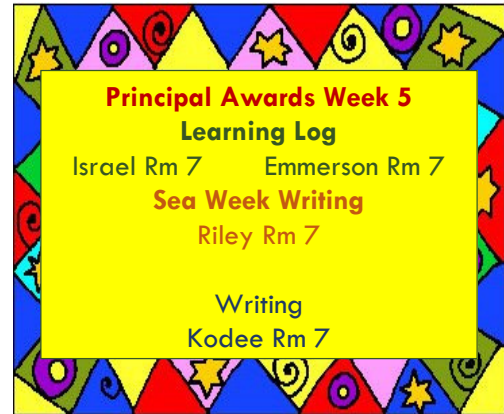 Principal Awards Week 5
Learning Log
Israel Rm 7 Emmerson Rm 7
Sea Week Writing
Riley Rm 7
Writing
Kodee Rm 7